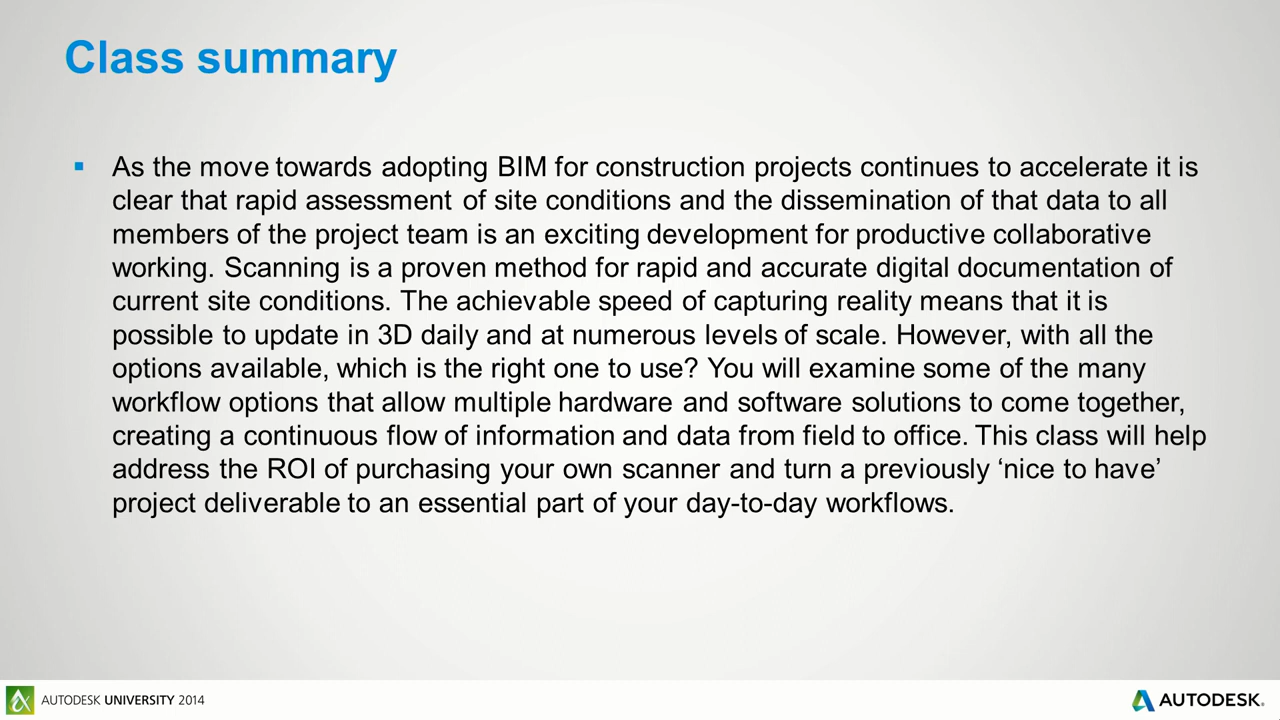 Class summary
▪ As the move towards adopting BIM for construction projects continues to accelerate it is
clear that rapid assessment of site conditions and the dissemination of that data to all
members of the project team is an exciting development for productive collaborative
working. Scanning is a proven method for rapid and accurate digital documentation of
current site conditions. The achievable speed of capturing reality means that it is
possible to update in 3D daily and at numerous levels of scale. However, with all the
options available, which is the right one to use? You will examine some of the many
workflow options that allow multiple hardware and software solutions to come together,
creating a continuous flow of information and data from field to office. This class will help
address the ROI of purchasing your own scanner and turn a previously ‘nice to have’
project deliverable to an essential part of your day-to-day workflows.
AUTODESK UNIVERSITY 2014
AUTODESK®